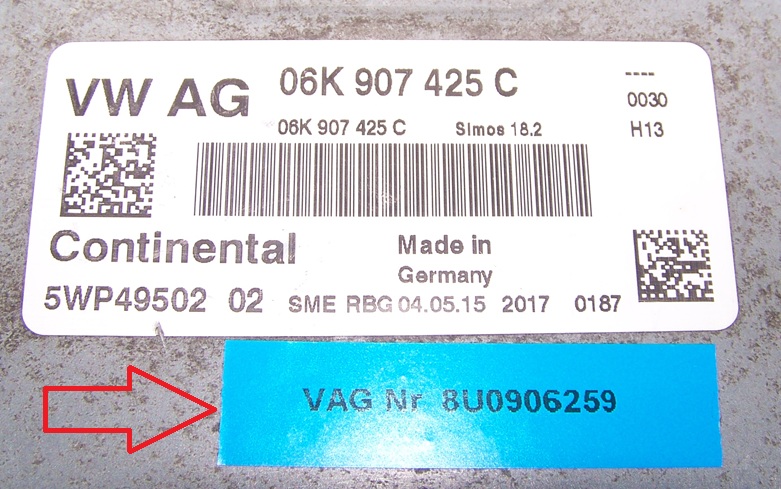 VW AG 06K 907 425 C ----
0030
06K 907 425 C Simos 18.2 H13
Continental Made in
Germany
5WP49502 02 SME RBG 04.05.15 2017 0187
VAG Nr 8U0906259